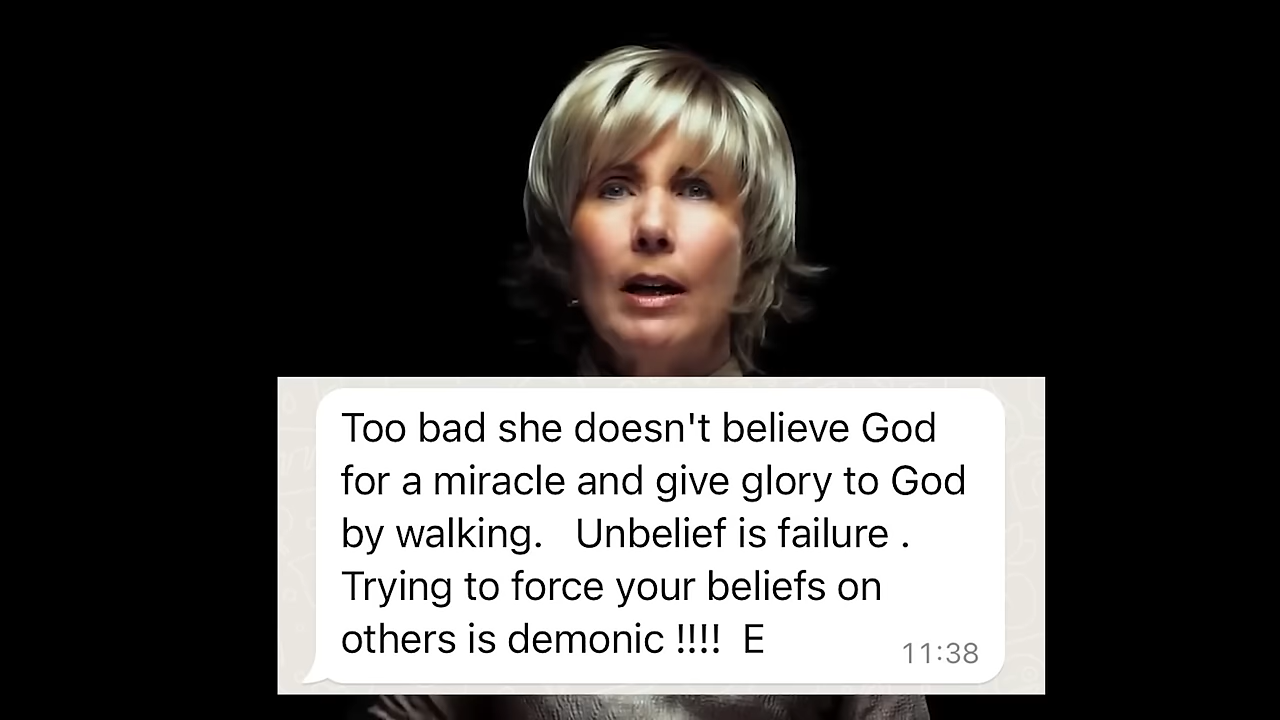 Too bad she doesn't believe God
for a miracle and give glory to God
by walking.   Unbelief is failure .
Trying to force your beliefs on
others is demonic !!!!  E
11:38